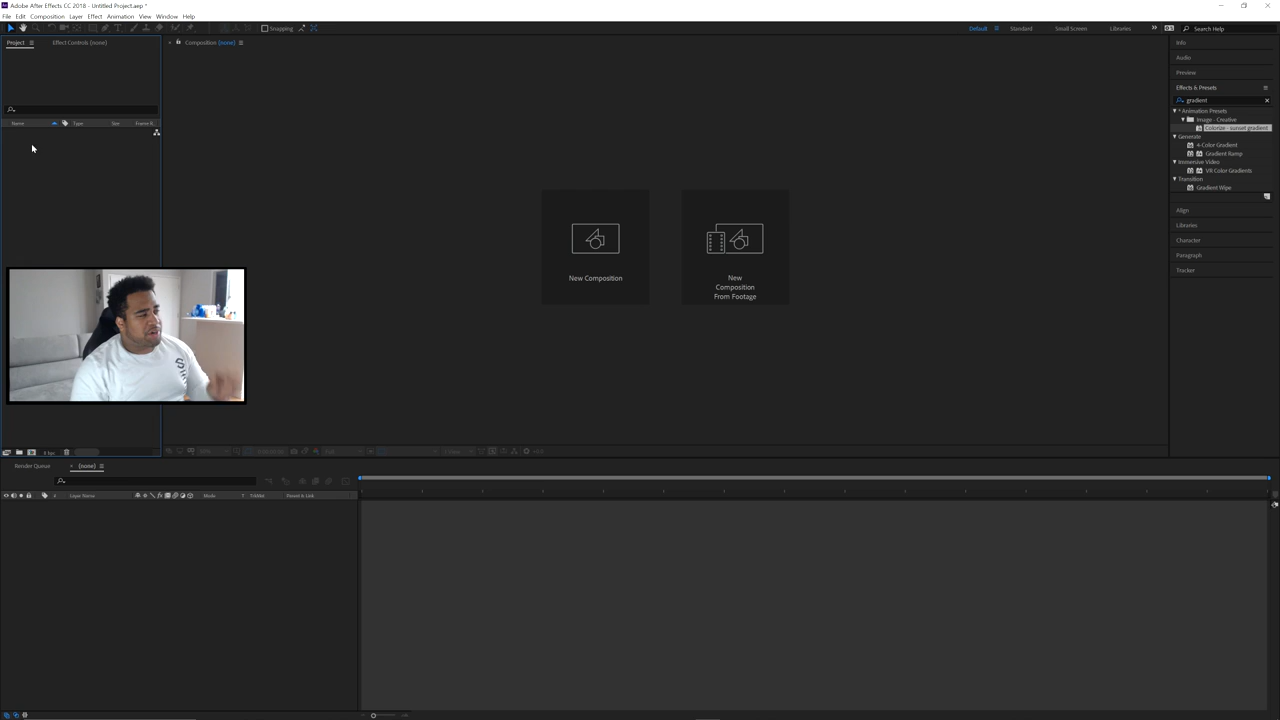 Adobe After Effects CC 2018 - Untitled Project.aep *
File Edit Composition Layer Effect Animation View Window Help
Snapping
Default Standard Small Screen Libraries
Search Help
Project
Effect Controls (none)
Composition (none)
Name Type Size Frame R...
New Composition
New
Composition
From Footage
Info
Audio
Preview
Effects & Presets
gradient
* Animation Presets
Image - Creative
Colorize - sunset gradient
Generate
4-Color Gradient
Gradient Ramp
Immersive Video
VR Color Gradients
Transition
Gradient Wipe
Align
Libraries
Character
Paragraph
Tracker
8 bpc
Render Queue
(none)
# Layer Name
Mode T TrkMat Parent & Link